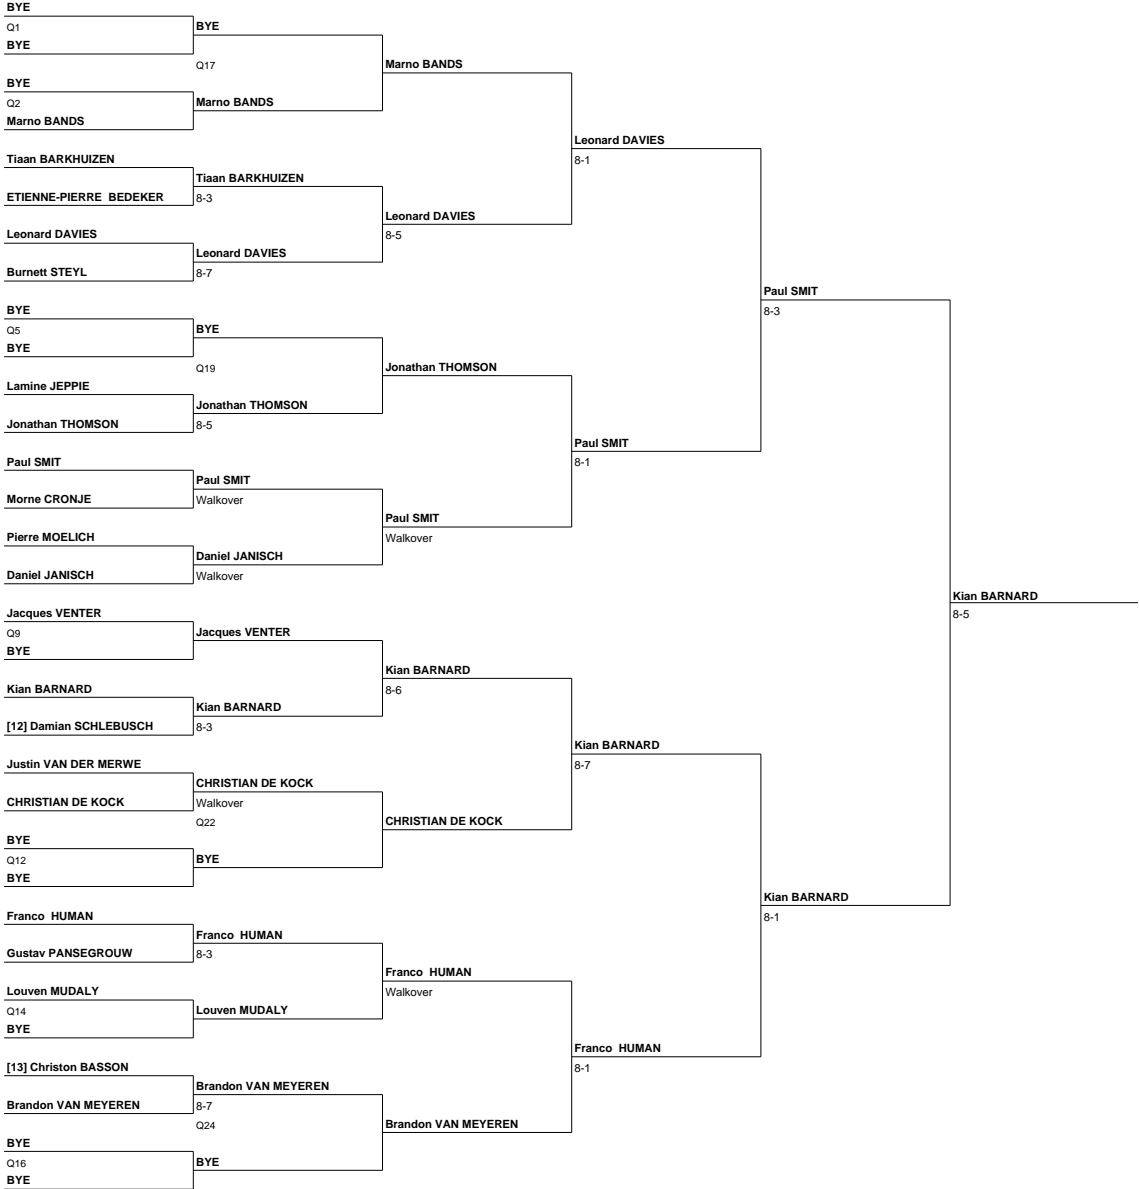 BYE
Q1
BYE
BYE
Q17
BYE
Q2
Marno BANDS
Marno BANDS
Marno BANDS
Tiaan BARKHUIZEN
ETIENNE-PIERRE  BEDEKER
Tiaan BARKHUIZEN
8-3
Leonard DAVIES
Burnett STEYL
Leonard DAVIES
8-7
Leonard DAVIES
8-5
Leonard DAVIES
8-1
BYE
Q5
BYE
BYE
Q19
Lamine JEPPIE
Jonathan THOMSON
Jonathan THOMSON
8-5
Jonathan THOMSON
Paul SMIT
Morne CRONJE
Paul SMIT
Walkover
Pierre MOELICH
Daniel JANISCH
Daniel JANISCH
Walkover
Paul SMIT
Walkover
Paul SMIT
8-1
Paul SMIT
8-3
Jacques VENTER
Q9
BYE
Jacques VENTER
Kian BARNARD
[12] Damian SCHLEBUSCH
Kian BARNARD
8-3
Kian BARNARD
8-6
Justin VAN DER MERWE
CHRISTIAN DE KOCK
CHRISTIAN DE KOCK
Walkover
Q22
BYE
Q12
BYE
BYE
CHRISTIAN DE KOCK
Kian BARNARD
8-7
Franco  HUMAN
Gustav PANSEGROUW
Franco  HUMAN
8-3
Louven MUDALY
Q14
BYE
Louven MUDALY
Franco  HUMAN
Walkover
[13] Christon BASSON
Brandon VAN MEYEREN
Brandon VAN MEYEREN
8-7
Q24
BYE
Q16
BYE
BYE
Brandon VAN MEYEREN
Franco  HUMAN
8-1
Kian BARNARD
8-1
Kian BARNARD
8-5